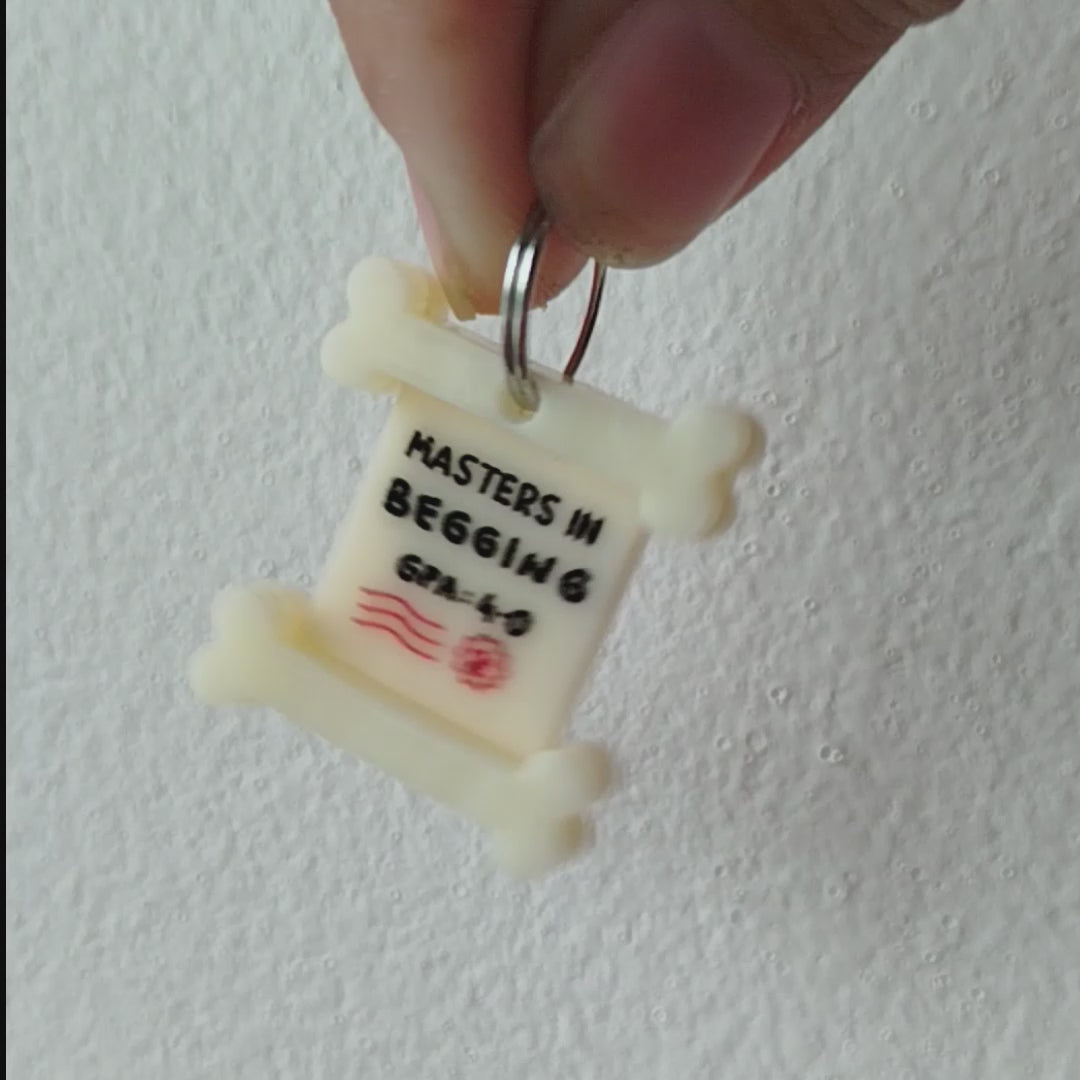 MASTERS IN
BEGGING
GPA=4.0